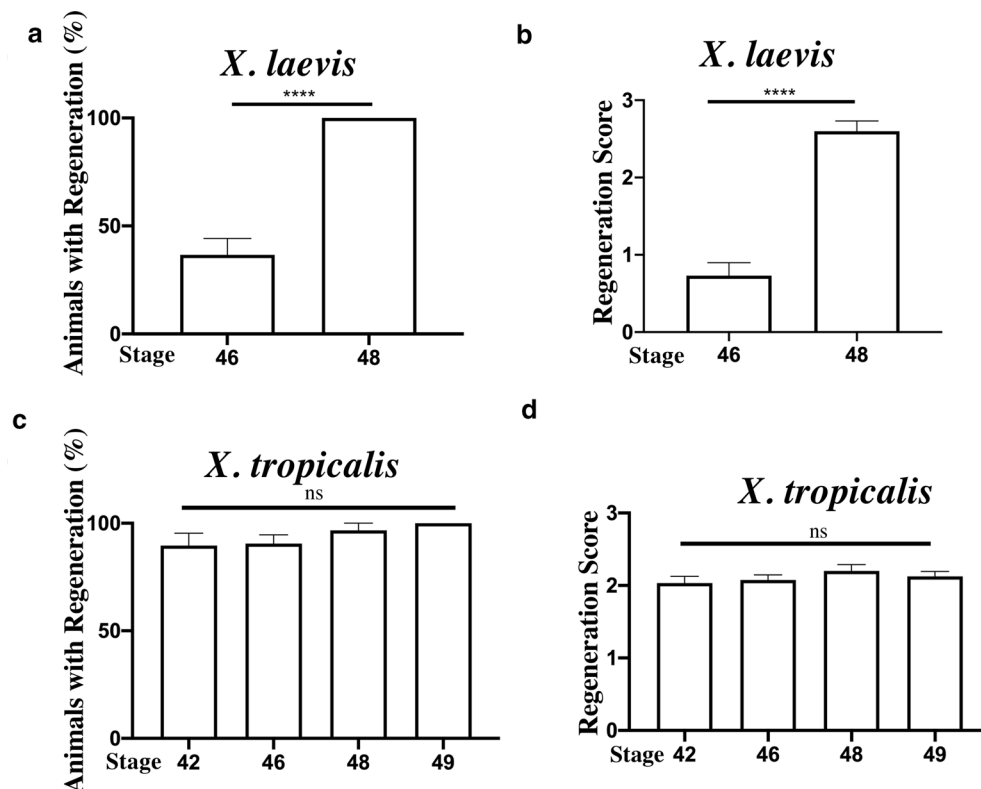 a
X. laevis
****
Animals with Regeneration (%)
100
50
0
Stage 46 48
b
X. laevis
****
Regeneration Score
3
2
1
0
Stage 46 48
c
X. tropicalis
ns
Animals with Regeneration (%)
100
50
0
Stage 42 46 48 49
d
X. tropicalis
ns
Regeneration Score
3
2
1
0
Stage 42 46 48 49